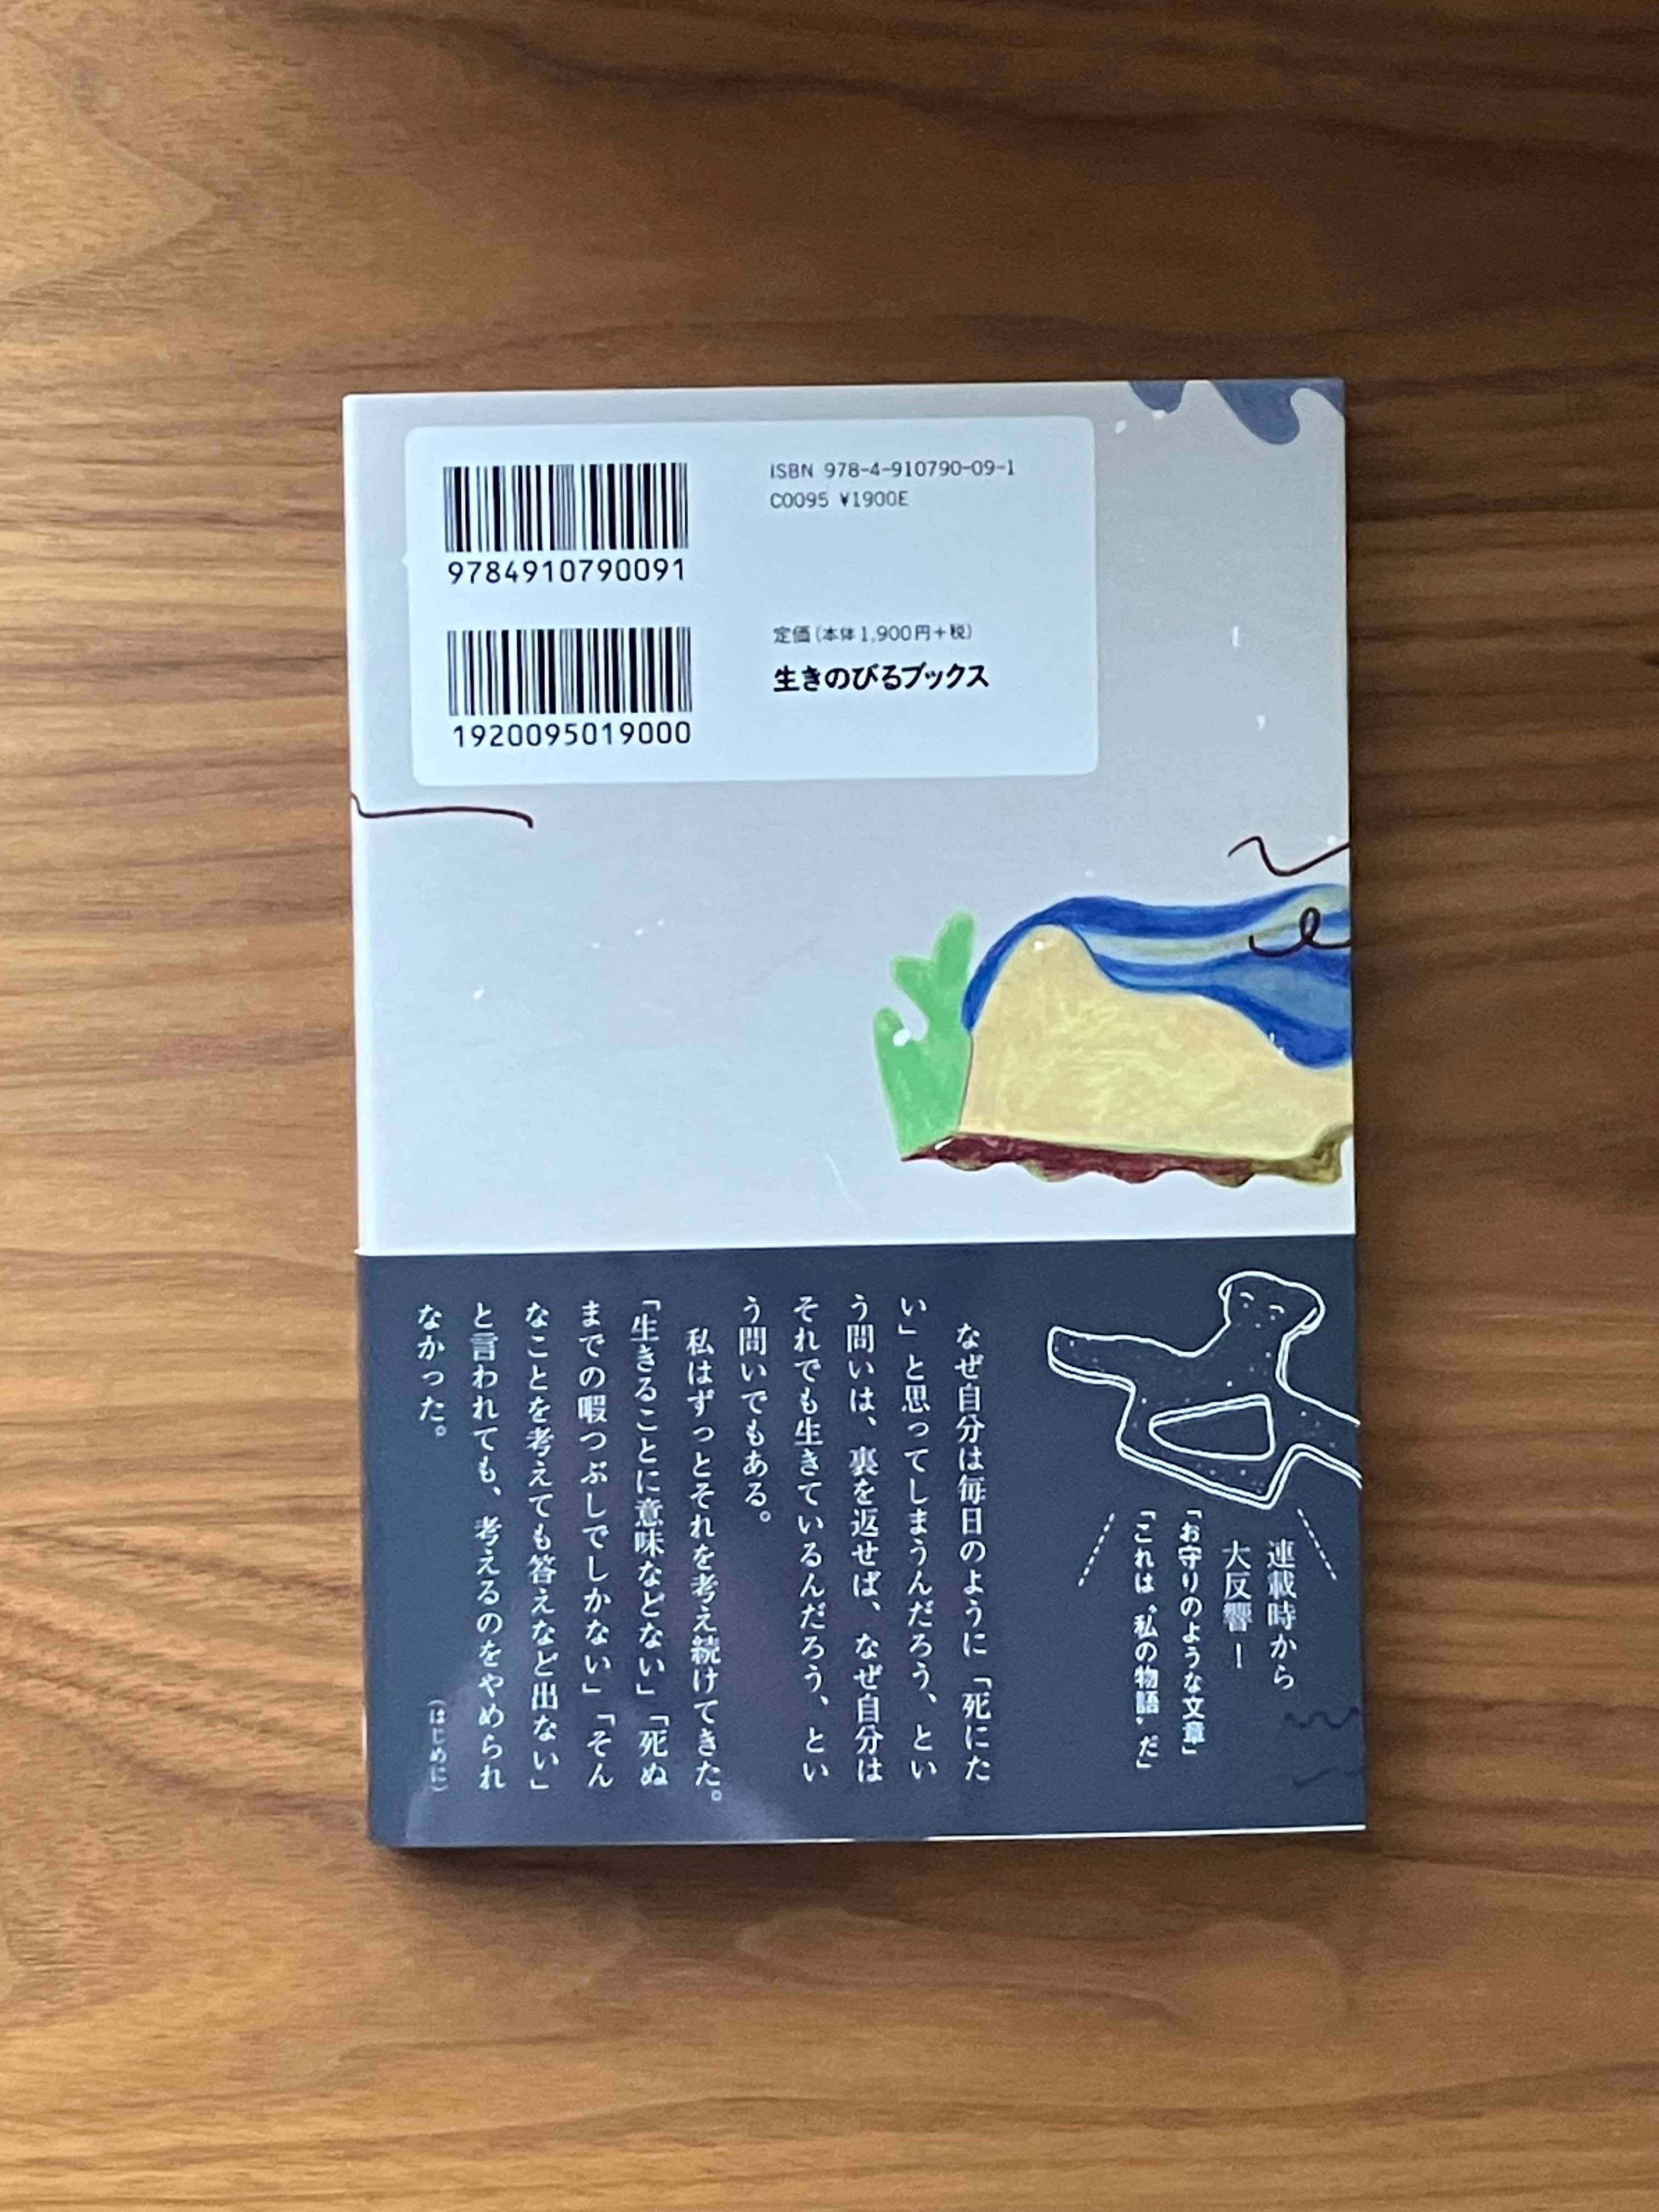 9784910790091
ISBN 978-4-910790-09-1
C0095 ¥1900E
1920095019000
定価(本体1,900円+税)
生きのびるブックス
連載時から
大反響!
「お守りのような文章」
「これは〝私の物語〟だ」
なぜ自分は毎日のように「死にた
い」と思ってしまうんだろう、とい
う問いは、裏を返せば、なぜ自分は
それでも生きているんだろう、とい
う問いでもある。
私はずっとそれを考え続けてきた。
「生きることに意味などない」「死ぬ
までの暇つぶしでしかない」「そん
なことを考えても答えなど出ない」
と言われても、考えるのをやめられ
なかった。
(はじめに)